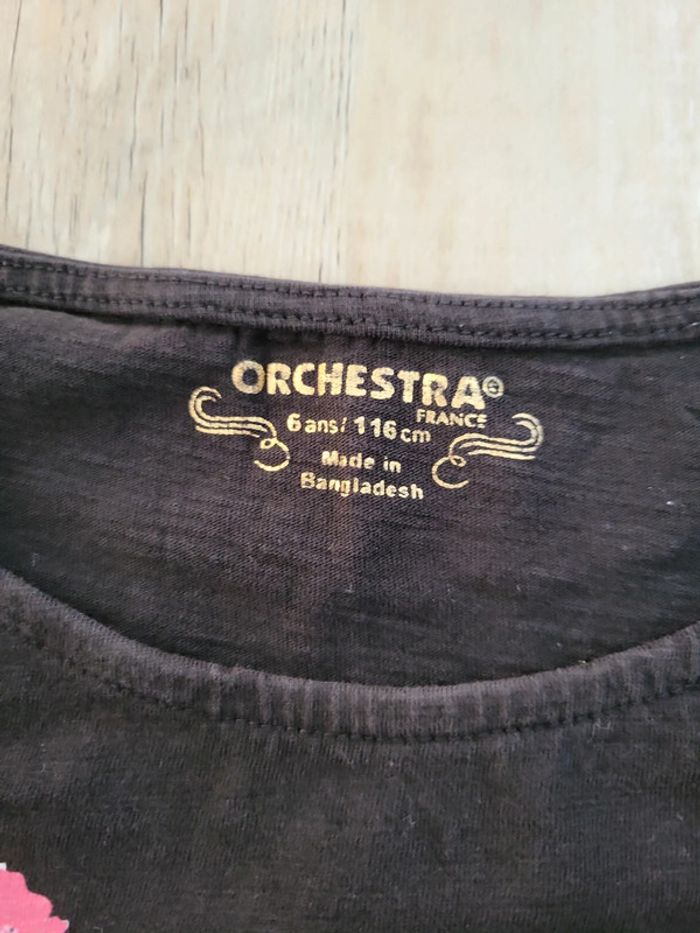 ORCHESTRA®
FRANCE
6 ans / 116 cm
Made in
Bangladesh